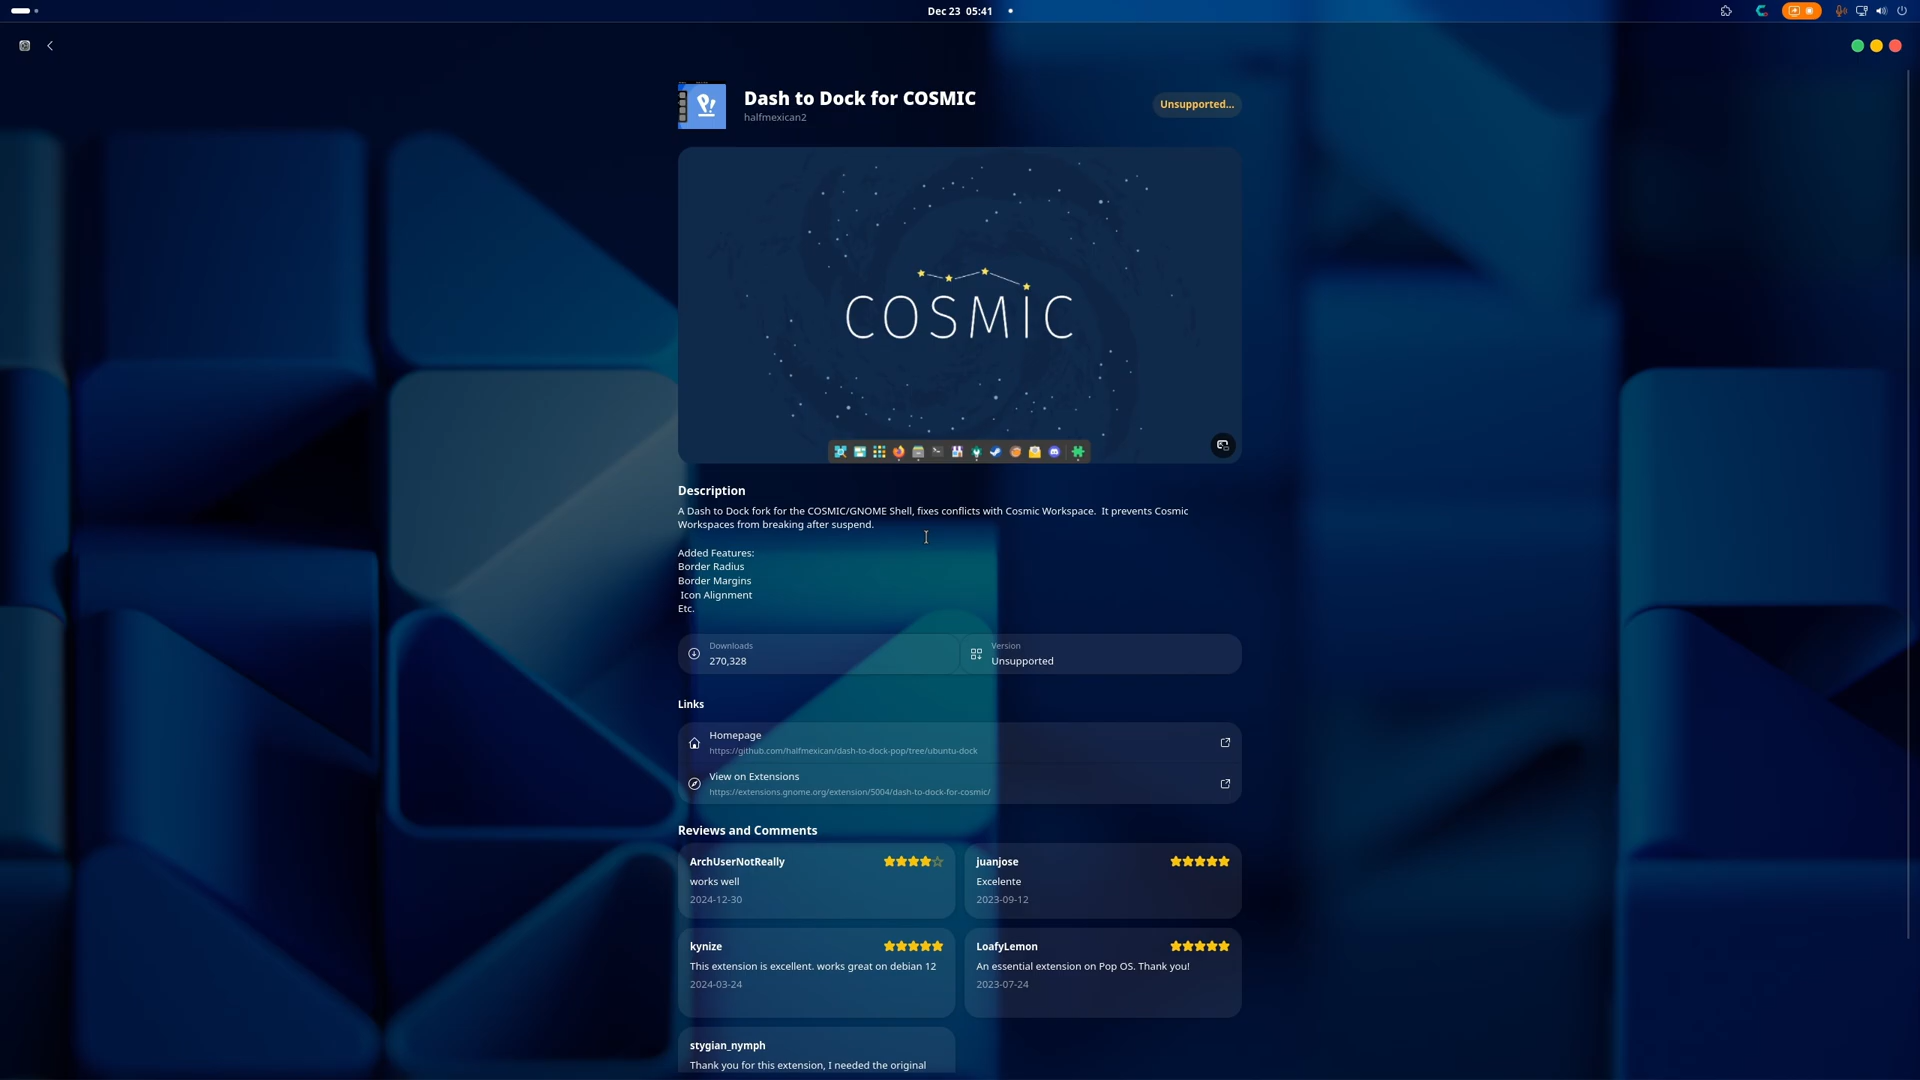 Dec 23 05:41
Dash to Dock for COSMIC
halfmexican2
Unsupported...
COSMIC
Description
A Dash to Dock fork for the COSMIC/GNOME Shell, fixes conflicts with Cosmic Workspace.  It prevents Cosmic
Workspaces from breaking after suspend.
Added Features:
Border Radius
Border Margins
Icon Alignment
Etc.
Downloads
270,328
Version
Unsupported
Links
Homepage
https://github.com/halfmexican/dash-to-dock-pop/tree/ubuntu-dock
View on Extensions
https://extensions.gnome.org/extension/5004/dash-to-dock-for-cosmic/
Reviews and Comments
ArchUserNotReally
works well
2024-12-30
juanjose
Excelente
2023-09-12
kynize
This extension is excellent. works great on debian 12
2024-03-24
LoafyLemon
An essential extension on Pop OS. Thank you!
2023-07-24
stygian_nymph
Thank you for this extension, I needed the original